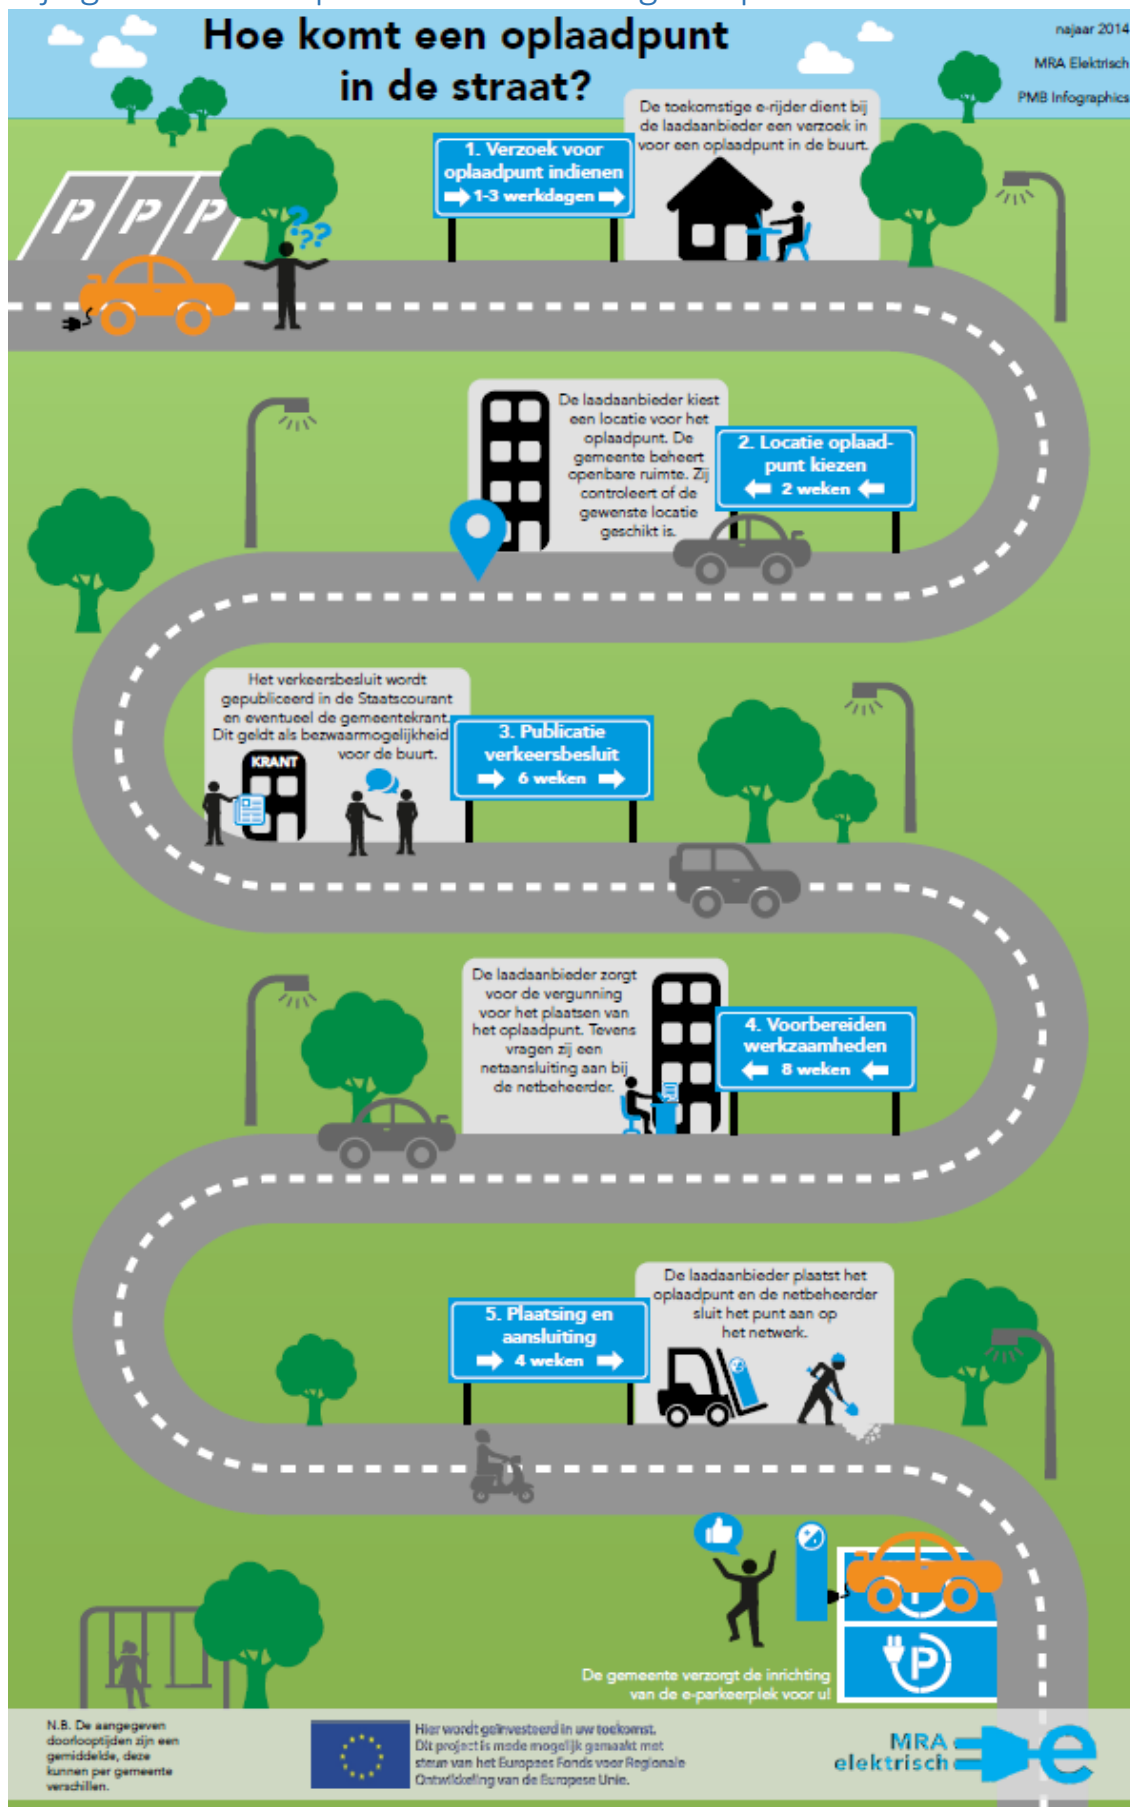 Hoe komt een oplaadpunt
in de straat?
najaar 2014
MRA Elektrisch
PMB Infographics
De toekomstige e-rijder dient bij
de laadaanbieder een verzoek in
voor een oplaadpunt in de buurt.
1. Verzoek voor
oplaadpunt indienen
1-3 werkdagen
P P P
? ???
De laadaanbieder kiest
een locatie voor het
oplaadpunt. De
gemeente beheert
openbare ruimte. Zij
controleert of de
gewenste locatie
geschikt is.
2. Locatie oplaad-
punt kiezen
2 weken
Het verkeersbesluit wordt
gepubliceerd in de Staatscourant
en eventueel de gemeentekrant.
Dit geldt als bezwaarmogelijkheid
voor de buurt.
KRANT
3. Publicatie
verkeersbesluit
6 weken
De laadaanbieder zorgt
voor de vergunning
voor het plaatsen van
het oplaadpunt. Tevens
vragen zij een
netaansluiting aan bij
de netbeheerder.
4. Voorbereiden
werkzaamheden
8 weken
De laadaanbieder plaatst het
oplaadpunt en de netbeheerder
sluit het punt aan op
het netwerk.
5. Plaatsing en
aansluiting
4 weken
P
De gemeente verzorgt de inrichting
van de e-parkeerplek voor u!
N.B. De aangegeven
doorlooptijden zijn een
gemiddelde, deze
kunnen per gemeente
verschillen.
Hier wordt geïnvesteerd in uw toekomst.
Dit project is mede mogelijk gemaakt met
steun van het Europees Fonds voor Regionale
Ontwikkeling van de Europese Unie.
MRA
elektrisch
e